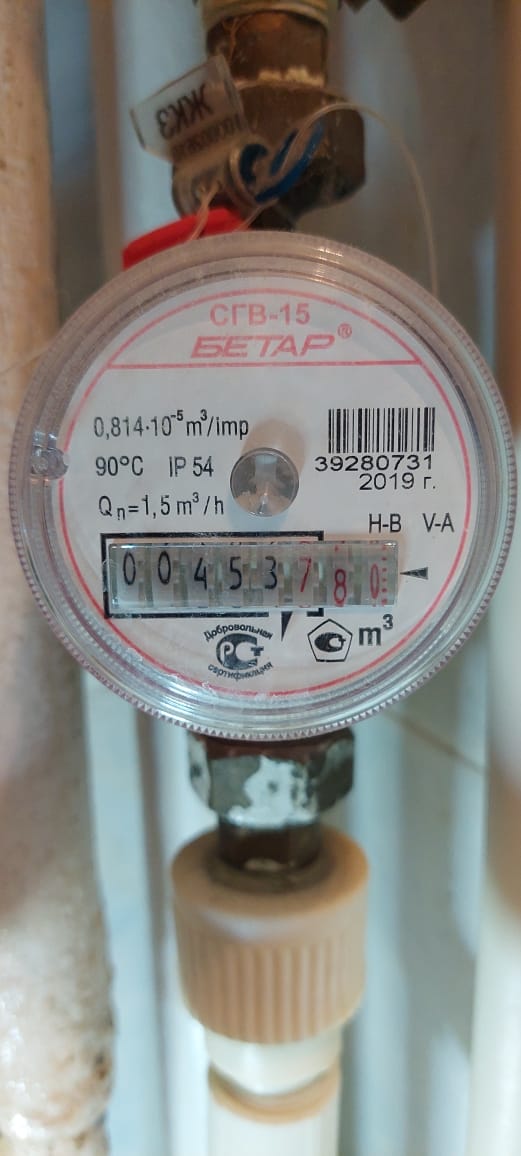 ЖКЗ
СГВ-15
БЕТАР®
0,814·10⁻⁵ m³/imp
90°C IP 54
39280731
2019 г.
Qn=1,5 m³/h
H-B V-A
00453780
m³
Добровольная
РСТ
сертификация